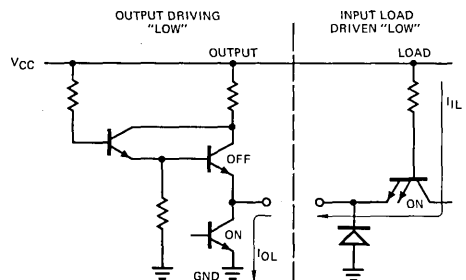 OUTPUT DRIVING
"LOW"
INPUT LOAD
DRIVEN "LOW"
OUTPUT
LOAD
VCC
IIL
OFF
ON
ON
IOL
GND